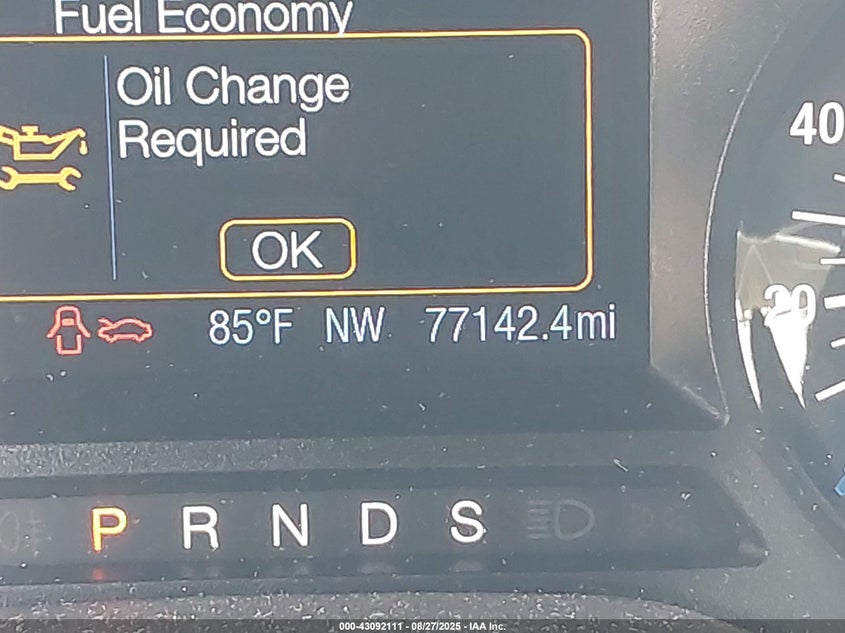 Fuel Economy
Oil Change
Required
OK
85°F NW 77142.4mi
40
20
P R N D S
000-43092111 - 08/27/2025 - IAA Inc.